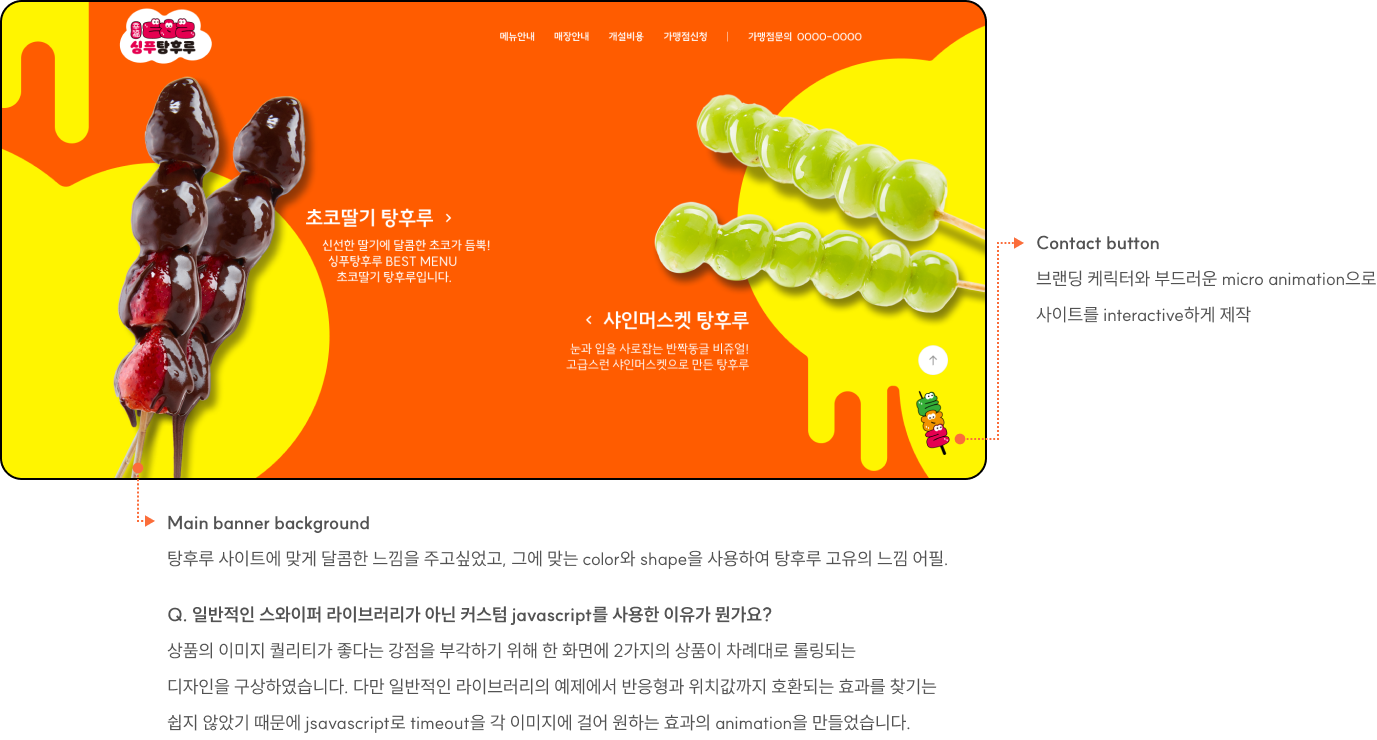 싱푸탕후루
메뉴안내 매장안내 개설비용 가맹점신청 | 가맹점문의 0000-0000
초코딸기 탕후루 >
신선한 딸기에 달콤한 초코가 듬뿍!
싱푸탕후루 BEST MENU
초코딸기 탕후루입니다.
< 샤인머스켓 탕후루
눈과 입을 사로잡는 반짝동글 비쥬얼!
고급스런 샤인머스켓으로 만든 탕후루
Contact button
브랜딩 케릭터와 부드러운 micro animation으로
사이트를 interactive하게 제작
Main banner background
탕후루 사이트에 맞게 달콤한 느낌을 주고싶었고, 그에 맞는 color와 shape을 사용하여 탕후루 고유의 느낌 어필.
Q. 일반적인 스와이퍼 라이브러리가 아닌 커스텀 javascript를 사용한 이유가 뭔가요?
상품의 이미지 퀄리티가 좋다는 강점을 부각하기 위해 한 화면에 2가지의 상품이 차례대로 롤링되는
디자인을 구상하였습니다. 다만 일반적인 라이브러리의 예제에서 반응형과 위치값까지 호환되는 효과를 찾기는
쉽지 않았기 때문에 jsavascript로 timeout을 각 이미지에 걸어 원하는 효과의 animation을 만들었습니다.